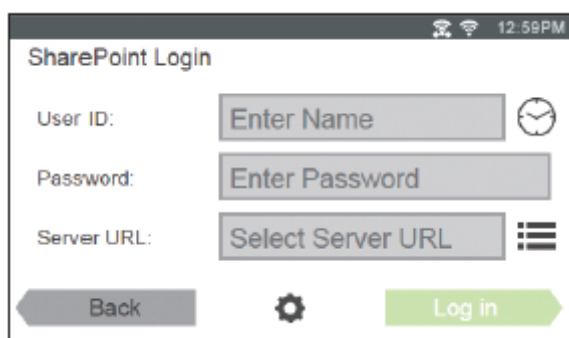 12:59PM
SharePoint Login
User ID:
Enter Name
Password:
Enter Password
Server URL:
Select Server URL
Back
Log in